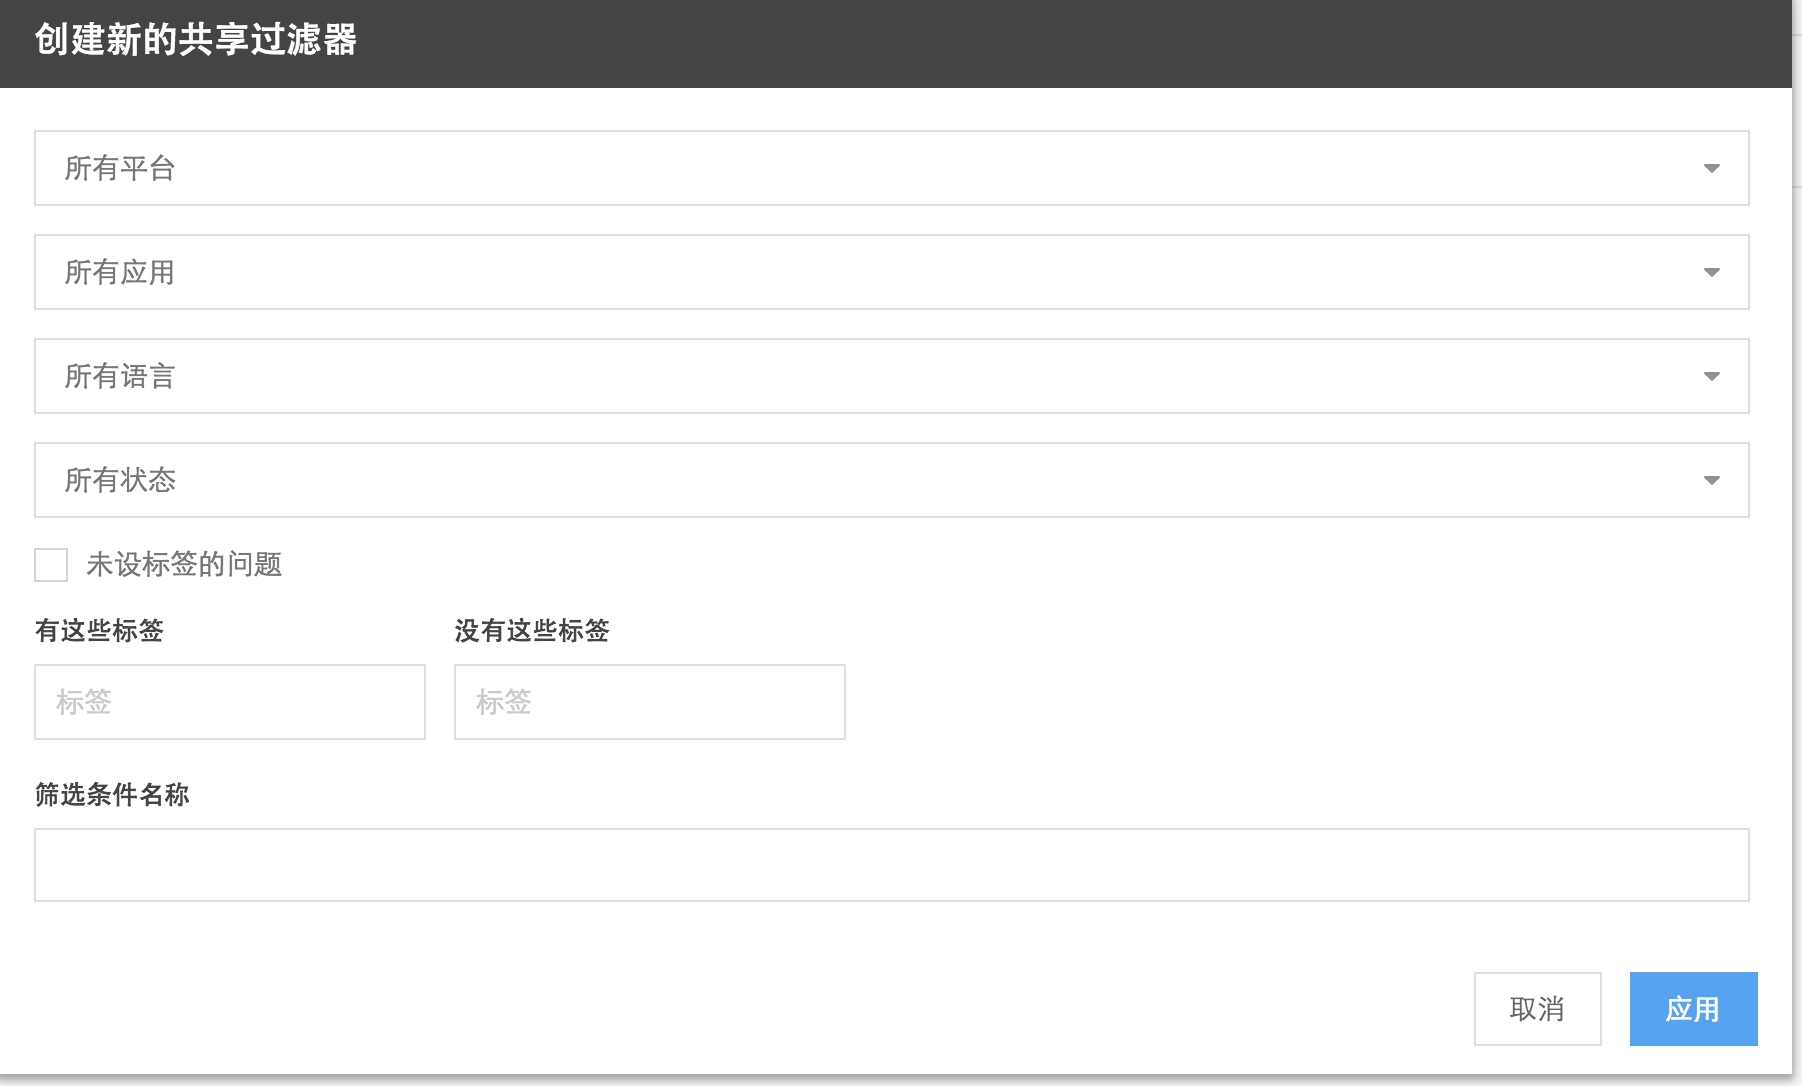 创建新的共享过滤器
所有平台
所有应用
所有语言
所有状态
未设标签的问题
有这些标签 没有这些标签
标签 标签
筛选条件名称
取消 应用